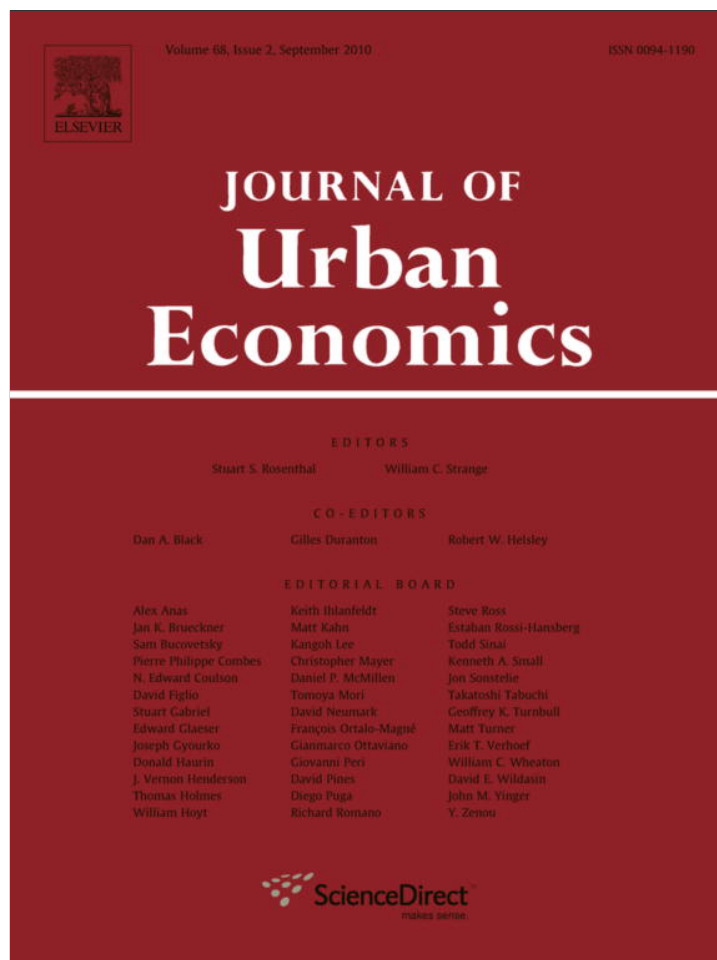 Volume 68, Issue 2, September 2010 ISSN 0094-1190
ELSEVIER
JOURNAL OF
Urban
Economics
EDITORS
Stuart S. Rosenthal William C. Strange
CO-EDITORS
Dan A. Black Gilles Duranton Robert W. Helsley
EDITORIAL BOARD
Alex Anas Keith Ihlanfeldt Steve Ross
Jan K. Brueckner Matt Kahn Estaban Rossi-Hansberg
Sam Bucovetsky Kangoh Lee Todd Sinai
Pierre Philippe Combes Christopher Mayer Kenneth A. Small
N. Edward Coulson Daniel P. McMillen Jon Sonstelie
David Figlio Tomoya Mori Takatoshi Tabuchi
Stuart Gabriel David Neumark Geoffrey K. Turnbull
Edward Glaeser François Ortalo-Magné Matt Turner
Joseph Gyourko Gianmarco Ottaviano Erik T. Verhoef
Donald Haurin Giovanni Peri William C. Wheaton
J. Vernon Henderson David Pines David E. Wildasin
Thomas Holmes Diego Puga John M. Yinger
William Hoyt Richard Romano Y. Zenou
ScienceDirect
makes sense.